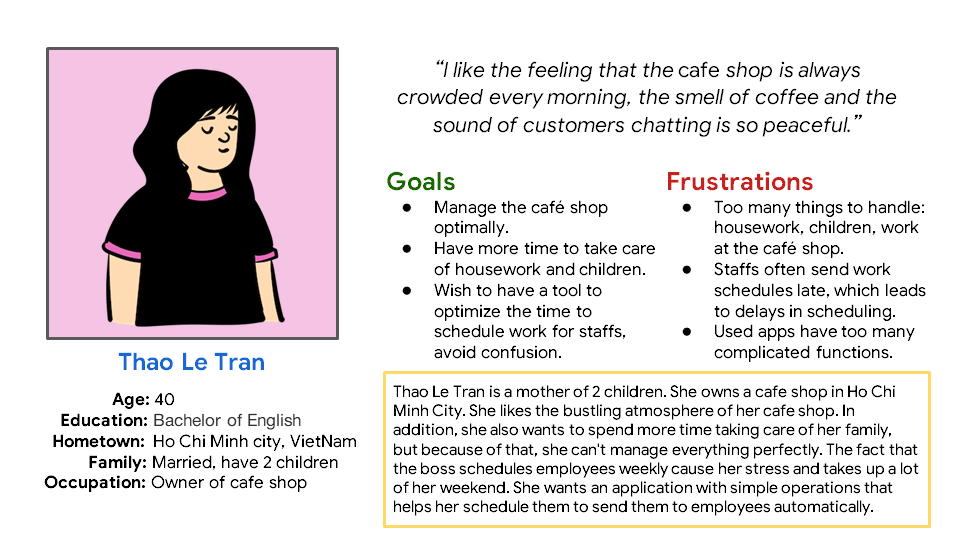 “I like the feeling that the cafe shop is always
crowded every morning, the smell of coffee and the
sound of customers chatting is so peaceful.”
Goals
● Manage the café shop
optimally.
● Have more time to take care
of housework and children.
● Wish to have a tool to
optimize the time to
schedule work for staffs,
avoid confusion.
Frustrations
● Too many things to handle:
housework, children, work
at the café shop.
● Staffs often send work
schedules late, which leads
to delays in scheduling.
● Used apps have too many
complicated functions.
Thao Le Tran
Age: 40
Education: Bachelor of English
Hometown: Ho Chi Minh city, VietNam
Family: Married, have 2 children
Occupation: Owner of cafe shop
Thao Le Tran is a mother of 2 children. She owns a cafe shop in Ho Chi
Minh City. She likes the bustling atmosphere of her cafe shop. In
addition, she also wants to spend more time taking care of her family,
but because of that, she can't manage everything perfectly. The fact that
the boss schedules employees weekly cause her stress and takes up a lot
of her weekend. She wants an application with simple operations that
helps her schedule them to send them to employees automatically.